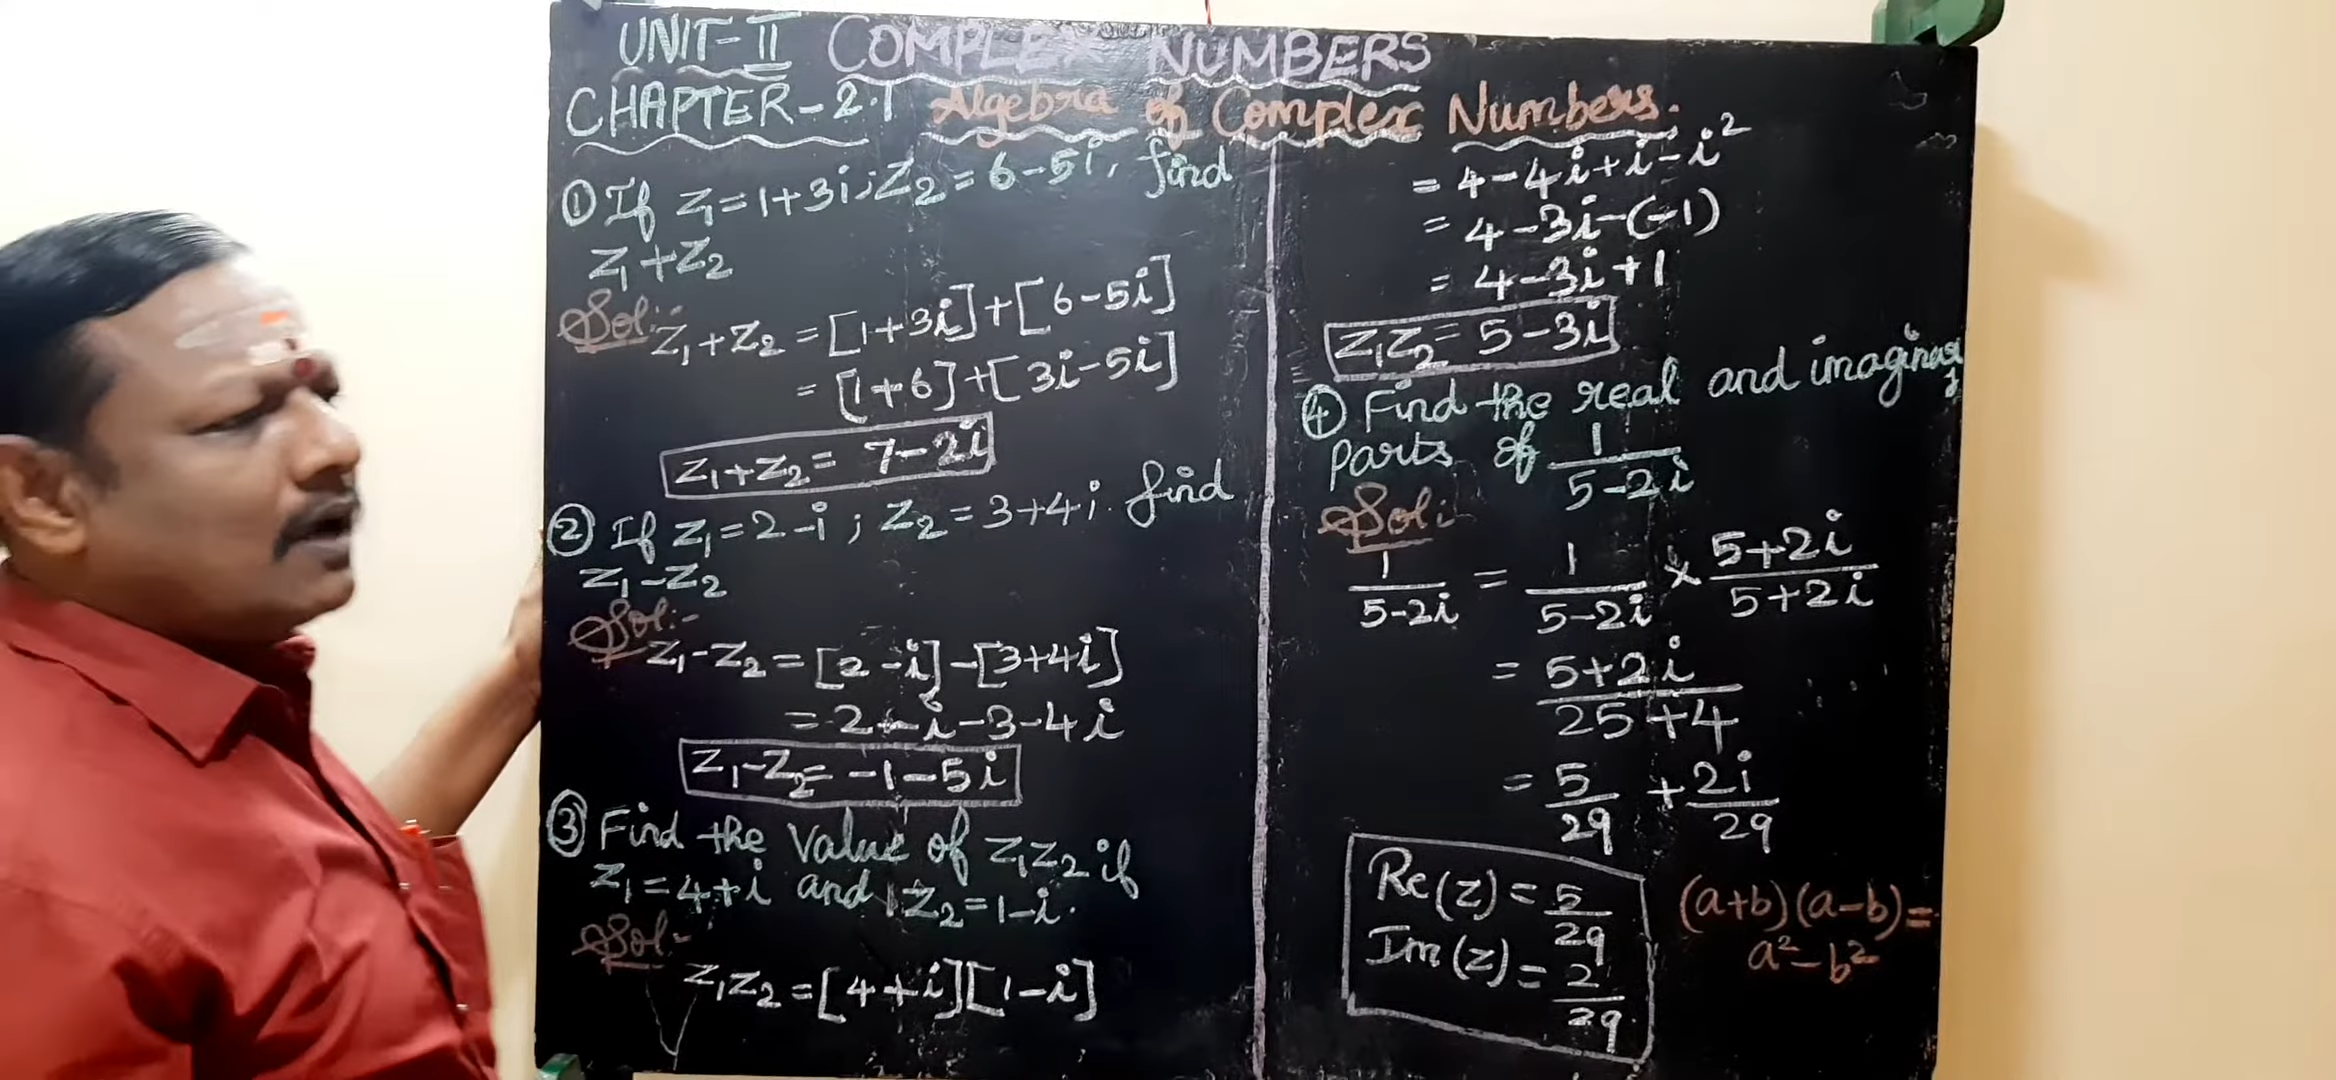 UNIT-II COMPLEX NUMBERS
CHAPTER-2.1 Algebra of Complex Numbers.
① If Z₁=1+3i; Z₂=6-5i, find
Z₁+Z₂
Sol:-
Z₁+Z₂ = [1+3i]+[6-5i]
= [1+6]+[3i-5i]
Z₁+Z₂ = 7-2i
② If Z₁=2-i; Z₂=3+4i. find
Z₁-Z₂
Sol:-
Z₁-Z₂ = [2-i]-[3+4i]
= 2-i-3-4i
Z₁-Z₂ = -1-5i
③ Find the value of Z₁Z₂ if
Z₁=4+i and Z₂=1-i.
Sol:-
Z₁Z₂ = [4+i][1-i]
= 4-4i+i-i²
= 4-3i-(-1)
= 4-3i+1
Z₁Z₂ = 5-3i
④ Find the real and imaginary
parts of 1/(5-2i)
Sol:
1/(5-2i) = 1/(5-2i) × (5+2i)/(5+2i)
= (5+2i)/(25+4)
= 5/29 + 2i/29
Re(z) = 5/29
Im(z) = 2/29
(a+b)(a-b)=
a²-b²